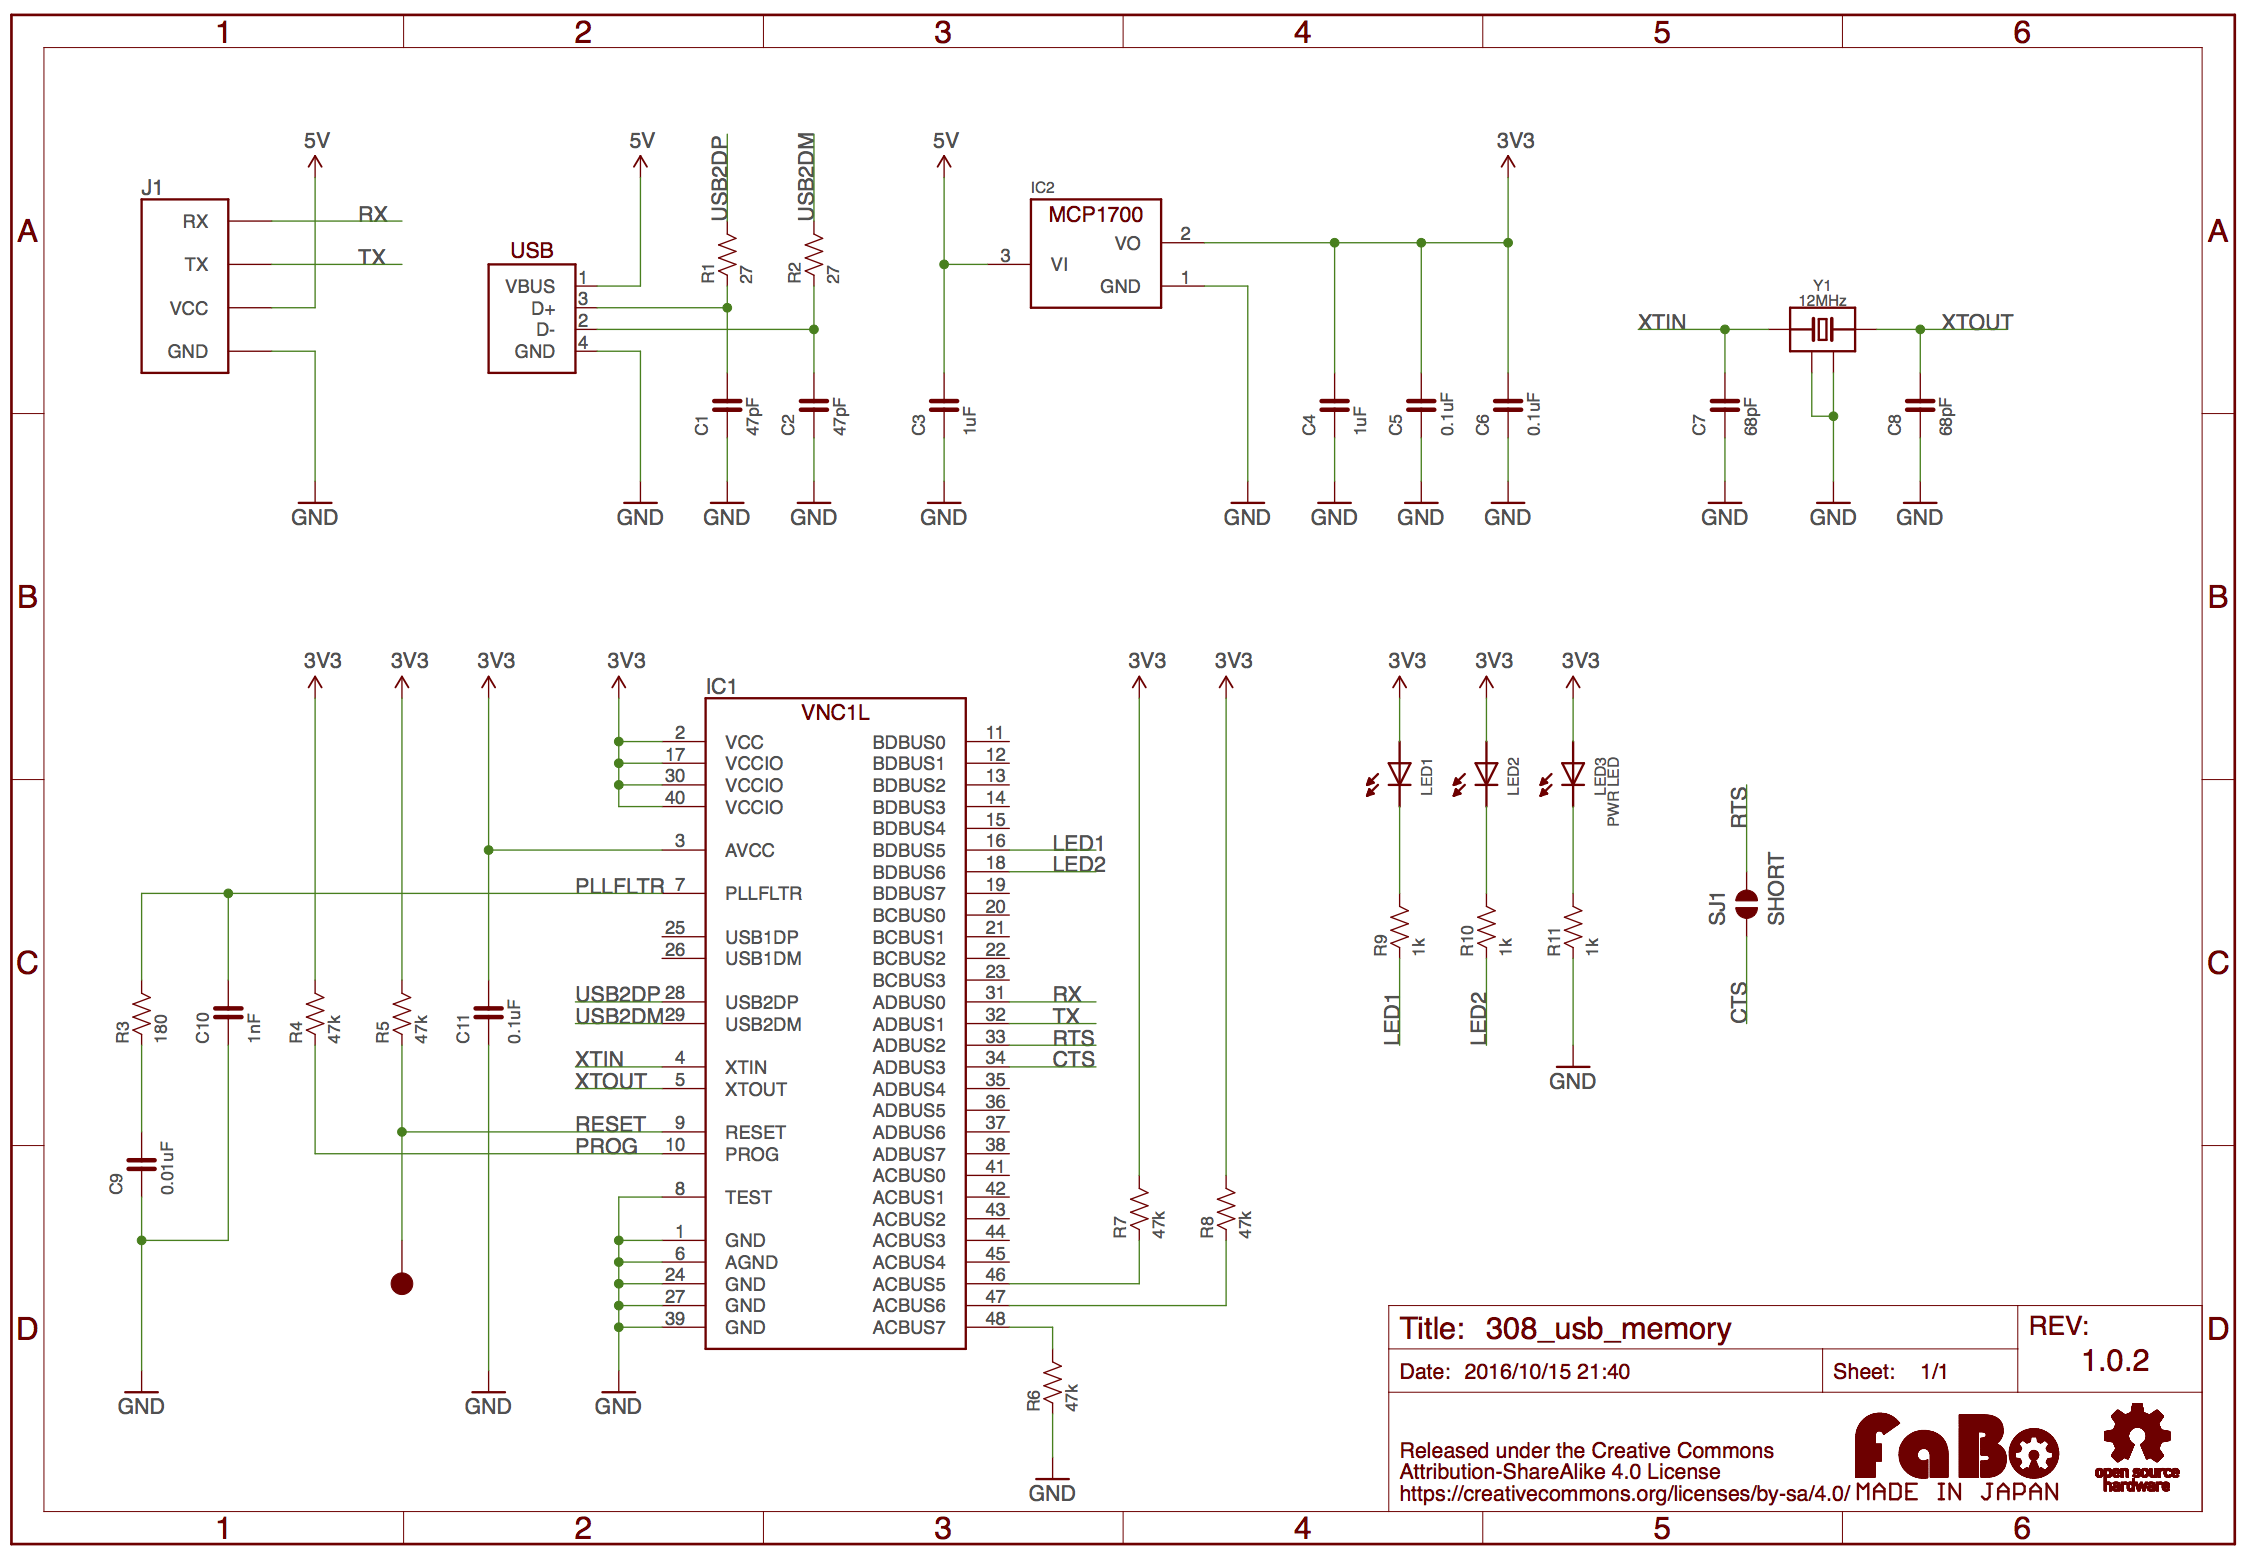 1 2 3 4 5 6
A A
B B
C C
D D
J1
RX
TX
VCC
GND
5V
RX
TX
GND
USB
VBUS 1
D+ 3
D- 2
GND 4
5V
GND
USB2DP
R1
27
C1
47pF
GND
USB2DM
R2
27
C2
47pF
GND
5V
C3
1uF
GND
IC2
MCP1700
3 VI
VO 2
GND 1
GND
3V3
C4
1uF
GND
C5
0.1uF
GND
C6
0.1uF
GND
Y1
12MHz
XTIN
XTOUT
C7
68pF
GND
GND
C8
68pF
GND
3V3
3V3
3V3
3V3
R3
180
C10
1nF
R4
47k
R5
47k
C11
0.1uF
C9
0.01uF
GND
GND
GND
IC1
VNC1L
2 VCC
17 VCCIO
30 VCCIO
40 VCCIO
3 AVCC
PLLFLTR 7 PLLFLTR
25 USB1DP
26 USB1DM
USB2DP 28 USB2DP
USB2DM 29 USB2DM
XTIN 4 XTIN
XTOUT 5 XTOUT
RESET 9 RESET
PROG 10 PROG
8 TEST
1 GND
6 AGND
24 GND
27 GND
39 GND
BDBUS0 11
BDBUS1 12
BDBUS2 13
BDBUS3 14
BDBUS4 15
BDBUS5 16 LED1
BDBUS6 18 LED2
BDBUS7 19
BCBUS0 20
BCBUS1 21
BCBUS2 22
BCBUS3 23
ADBUS0 31 RX
ADBUS1 32 TX
ADBUS2 33 RTS
ADBUS3 34 CTS
ADBUS4 35
ADBUS5 36
ADBUS6 37
ADBUS7 38
ACBUS0 41
ACBUS1 42
ACBUS2 43
ACBUS3 44
ACBUS4 45
ACBUS5 46
ACBUS6 47
ACBUS7 48
3V3
R7
47k
3V3
R8
47k
R6
47k
GND
3V3
LED1
R9
1k
LED1
3V3
LED2
R10
1k
LED2
3V3
LED3
PWR LED
R11
1k
GND
RTS
SJ1
SHORT
CTS
Title: 308_usb_memory
REV:
1.0.2
Date: 2016/10/15 21:40
Sheet: 1/1
Released under the Creative Commons
Attribution-ShareAlike 4.0 License
https://creativecommons.org/licenses/by-sa/4.0/
FaBo
MADE IN JAPAN
open source
hardware
1 2 3 4 5 6